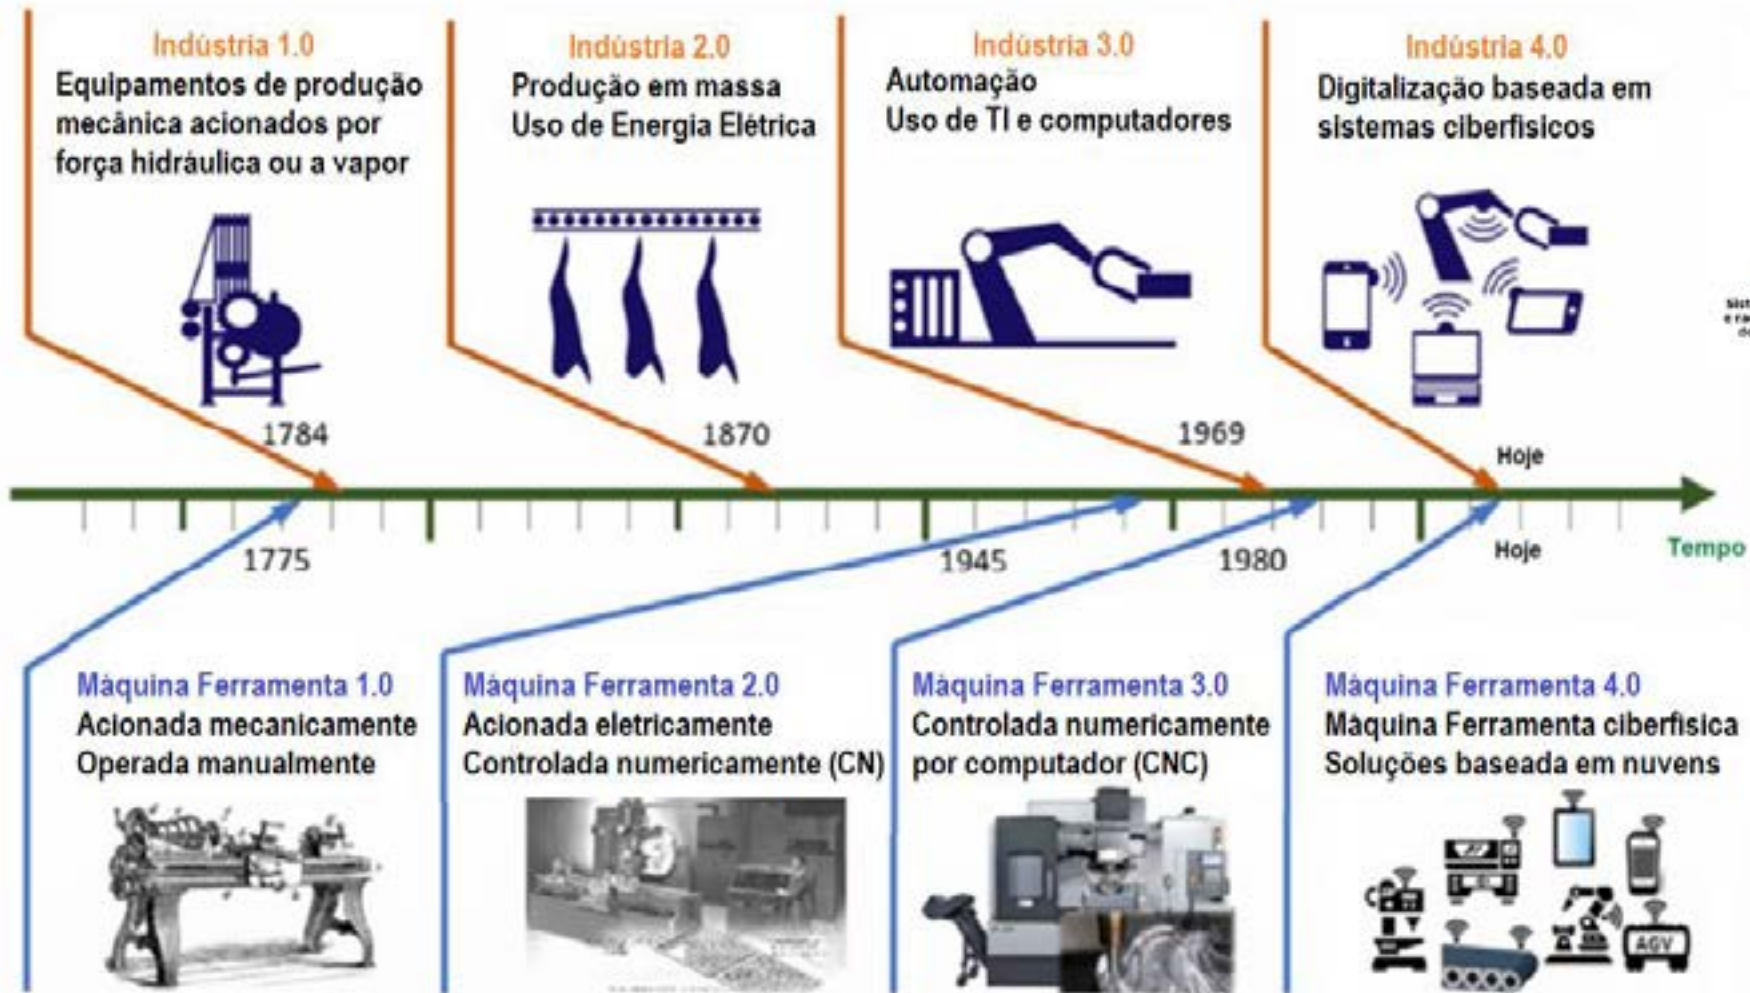 Indústria 1.0
Equipamentos de produção
mecânica acionados por
força hidráulica ou a vapor
Indústria 2.0
Produção em massa
Uso de Energia Elétrica
Indústria 3.0
Automação
Uso de TI e computadores
Indústria 4.0
Digitalização baseada em
sistemas ciberfisicos
1784
1870
1969
Hoje
1775
1945
1980
Hoje
Tempo
Máquina Ferramenta 1.0
Acionada mecanicamente
Operada manualmente
Máquina Ferramenta 2.0
Acionada eletricamente
Controlada numericamente (CN)
Máquina Ferramenta 3.0
Controlada numericamente
por computador (CNC)
Máquina Ferramenta 4.0
Máquina Ferramenta ciberfisica
Soluções baseada em nuvens
AGV